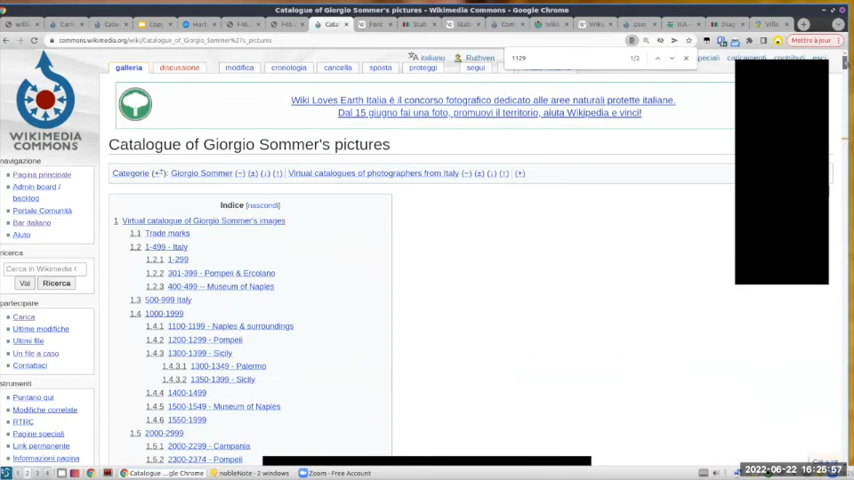 Catalogue of Giorgio Sommer's pictures - Wikimedia Commons - Google Chrome
commons.wikimedia.org/wiki/Catalogue_of_Giorgio_Sommer%27s_pictures
Mettre à jour
1129
1/2
italiano Ruthven
galleria discussione modifica cronologia cancella sposta proteggi segui
WIKIMEDIA
COMMONS
Wiki Loves Earth Italia è il concorso fotografico dedicato alle aree naturali protette italiane.
Dal 15 giugno fai una foto, promuovi il territorio, aiuta Wikipedia e vinci!
Catalogue of Giorgio Sommer's pictures
Categorie (+²): Giorgio Sommer (−) (±) (↓) (↑) | Virtual catalogues of photographers from Italy (−) (±) (↓) (↑) | (+)
navigazione
Pagina principale
Admin board /
backlog
Portale Comunità
Bar italiano
Aiuto
ricerca
Cerca in Wikimedia
Vai Ricerca
partecipare
Carica
Ultime modifiche
Ultimi file
Un file a caso
Contattaci
strumenti
Puntano qui
Modifiche correlate
RTRC
Pagine speciali
Link permanente
Informazioni pagina
Indice [nascondi]
1 Virtual catalogue of Giorgio Sommer's images
1.1 Trade marks
1.2 1-499 - Italy
1.2.1 1-299
1.2.2 301-399 - Pompeii & Ercolano
1.2.3 400-499 -- Museum of Naples
1.3 500-999 Italy
1.4 1000-1999
1.4.1 1100-1199 - Naples & surroundings
1.4.2 1200-1299 - Pompeii
1.4.3 1300-1399 - Sicily
1.4.3.1 1300-1349 - Palermo
1.4.3.2 1350-1399 - Sicily
1.4.4 1400-1499
1.4.5 1500-1549 - Museum of Naples
1.4.6 1550-1999
1.5 2000-2999
1.5.1 2000-2299 - Campania
1.5.2 2300-2374 - Pompeii
Catalogue ...gle Chrome
nobleNote - 2 windows
Zoom - Free Account
2022-06-22 16:26:57